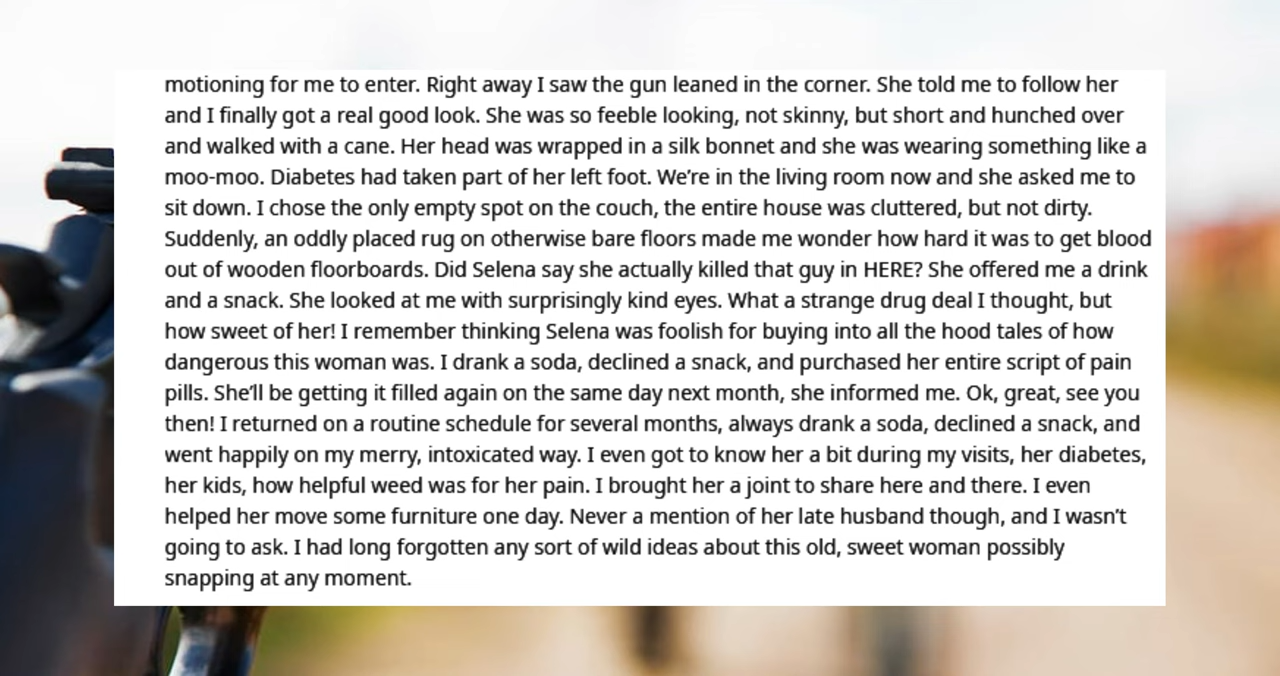 motioning for me to enter. Right away I saw the gun leaned in the corner. She told me to follow her
and I finally got a real good look. She was so feeble looking, not skinny, but short and hunched over
and walked with a cane. Her head was wrapped in a silk bonnet and she was wearing something like a
moo-moo. Diabetes had taken part of her left foot. We’re in the living room now and she asked me to
sit down. I chose the only empty spot on the couch, the entire house was cluttered, but not dirty.
Suddenly, an oddly placed rug on otherwise bare floors made me wonder how hard it was to get blood
out of wooden floorboards. Did Selena say she actually killed that guy in HERE? She offered me a drink
and a snack. She looked at me with surprisingly kind eyes. What a strange drug deal I thought, but
how sweet of her! I remember thinking Selena was foolish for buying into all the hood tales of how
dangerous this woman was. I drank a soda, declined a snack, and purchased her entire script of pain
pills. She’ll be getting it filled again on the same day next month, she informed me. Ok, great, see you
then! I returned on a routine schedule for several months, always drank a soda, declined a snack, and
went happily on my merry, intoxicated way. I even got to know her a bit during my visits, her diabetes,
her kids, how helpful weed was for her pain. I brought her a joint to share here and there. I even
helped her move some furniture one day. Never a mention of her late husband though, and I wasn’t
going to ask. I had long forgotten any sort of wild ideas about this old, sweet woman possibly
snapping at any moment.